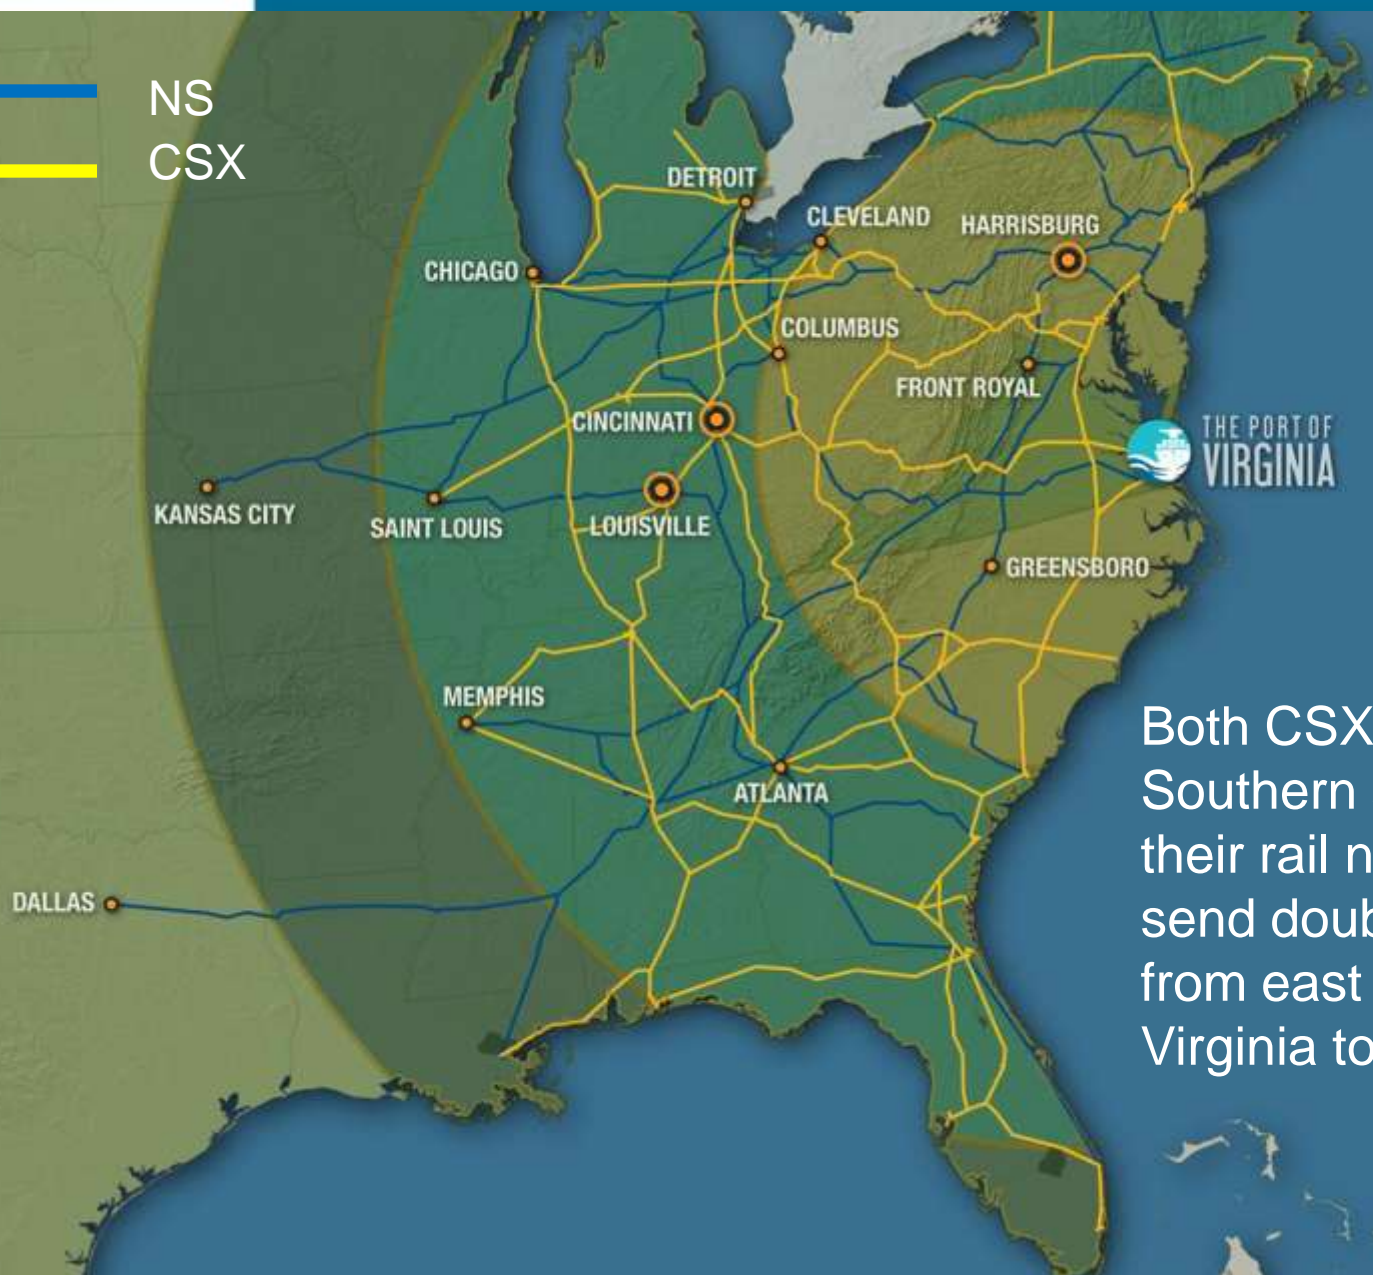 NS
CSX
DETROIT
CLEVELAND
HARRISBURG
CHICAGO
COLUMBUS
FRONT ROYAL
CINCINNATI
THE PORT OF
VIRGINIA
KANSAS CITY
SAINT LOUIS
LOUISVILLE
GREENSBORO
MEMPHIS
ATLANTA
DALLAS
Both CSX
Southern
their rail n
send doub
from east
Virginia to